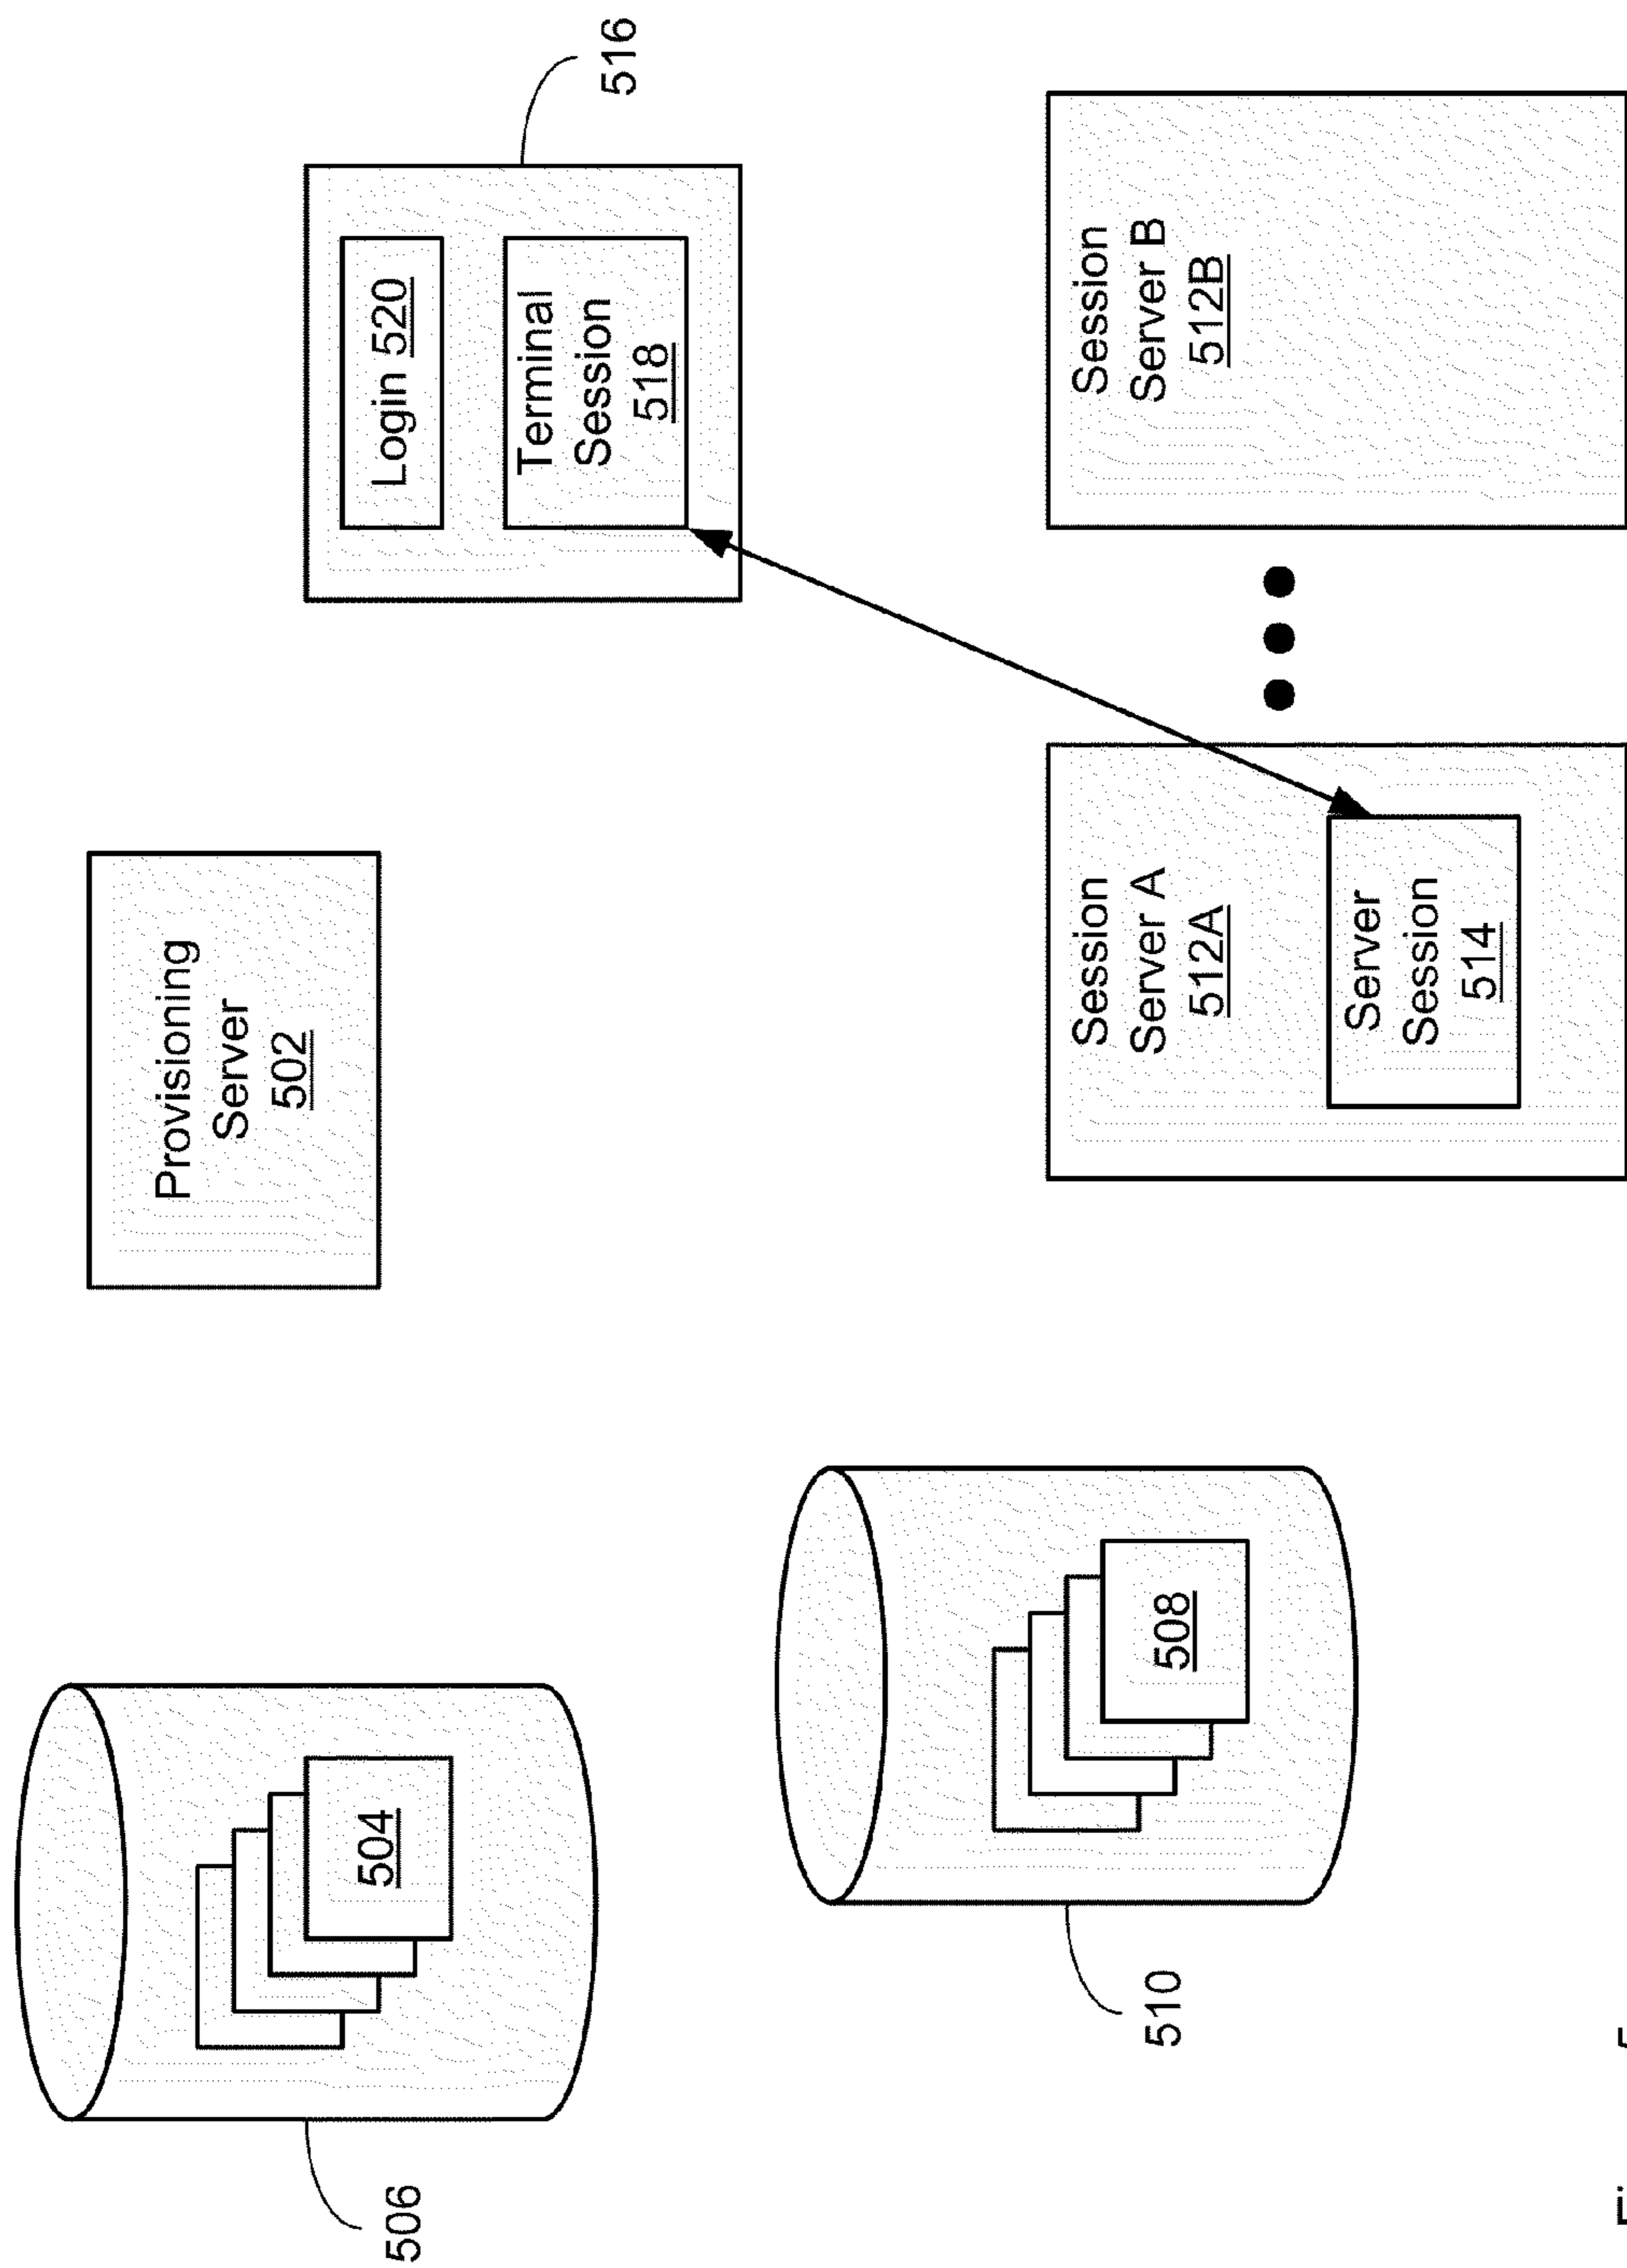 506
504
Provisioning
Server
502
516
Login 520
Terminal
Session
518
510
508
Session
Server A
512A
Server
Session
514
Session
Server B
512B